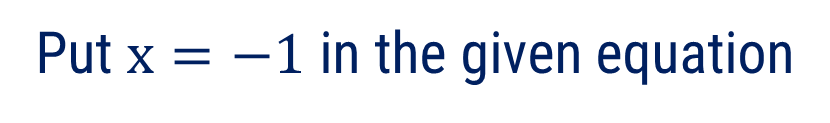 Put x = −1 in the given equation